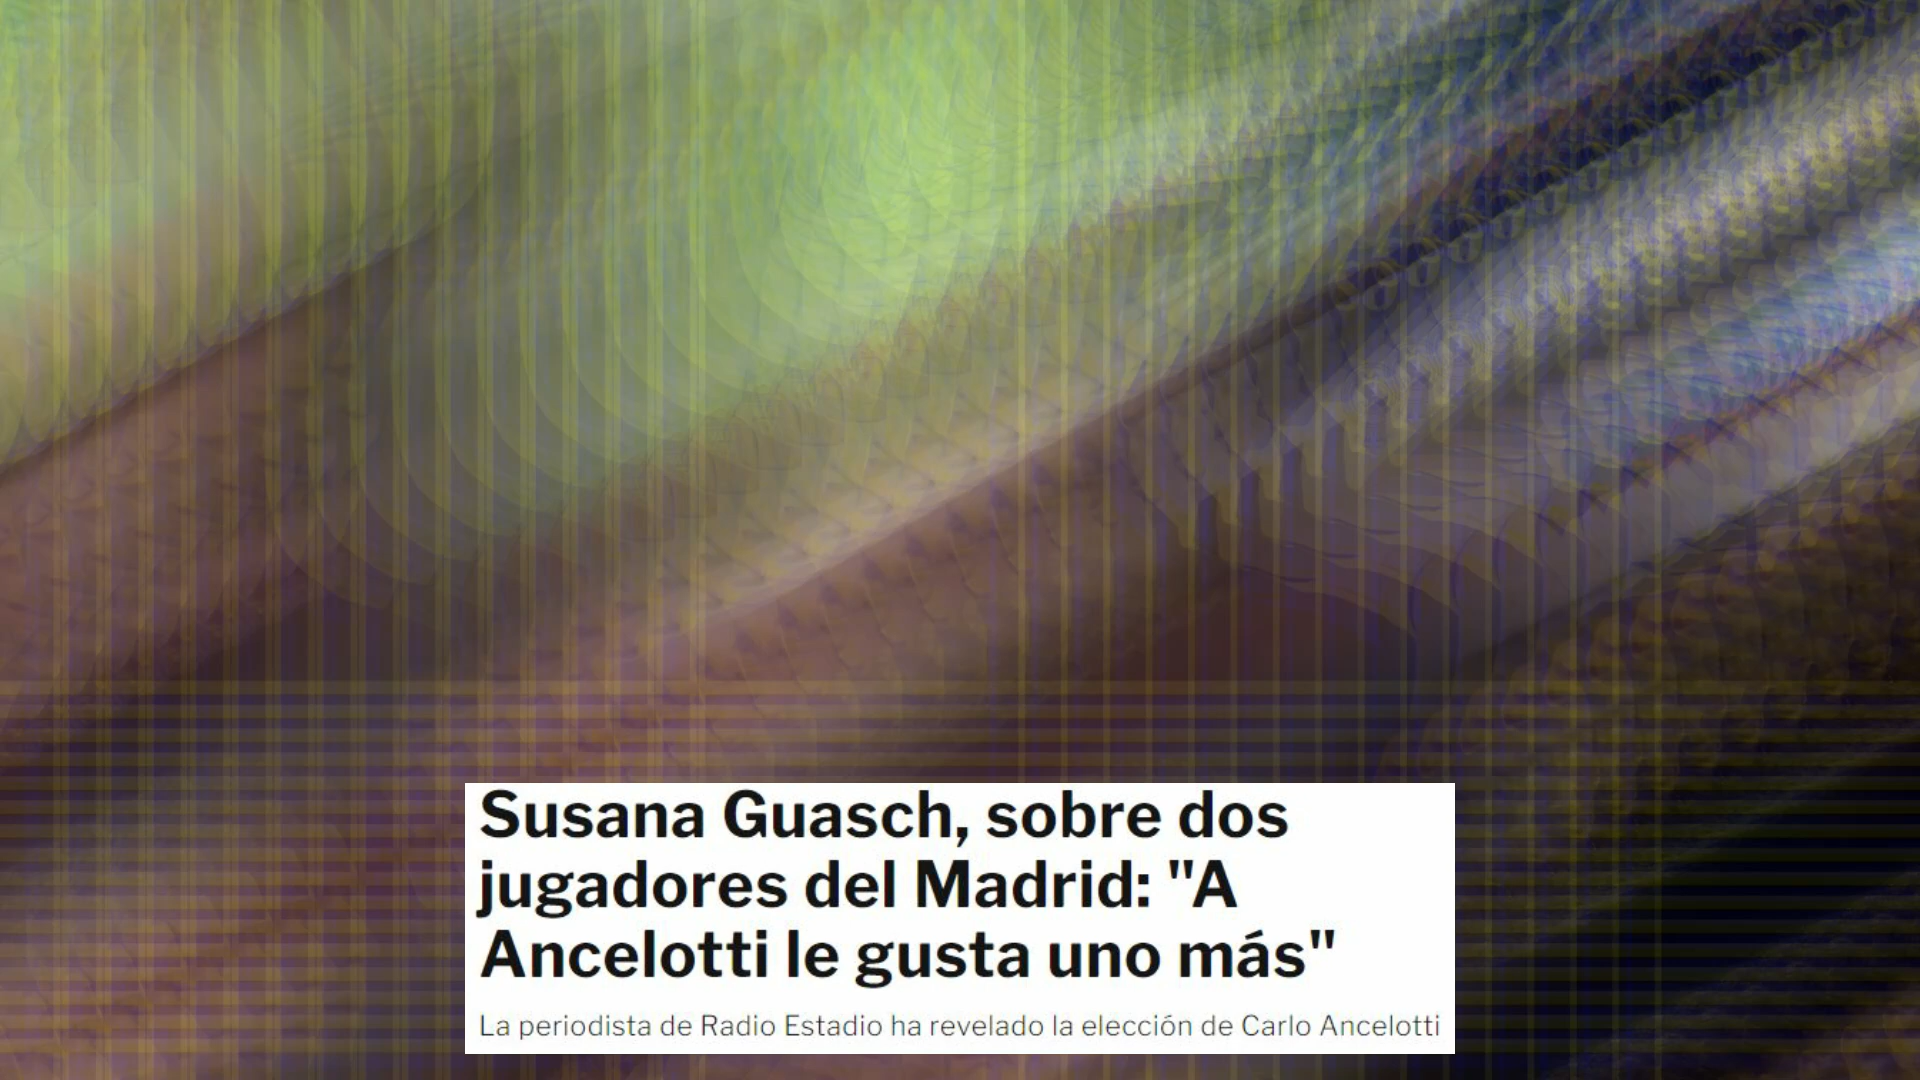 Susana Guasch, sobre dos
jugadores del Madrid: "A
Ancelotti le gusta uno más"
La periodista de Radio Estadio ha revelado la elección de Carlo Ancelotti